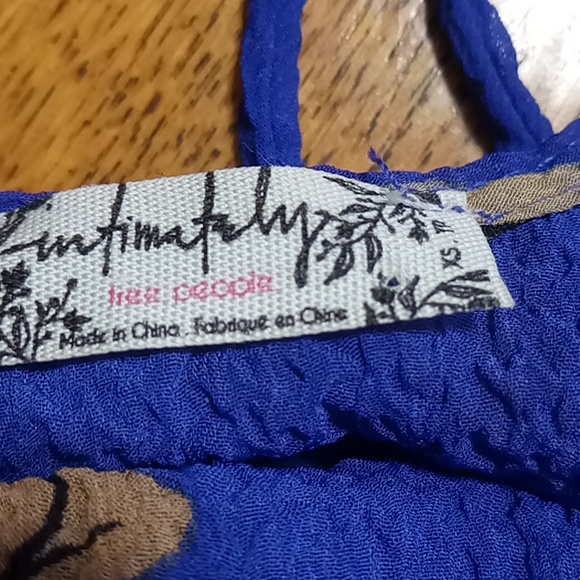 intimately
free people
Made in China. Fabriqué en Chine
XS